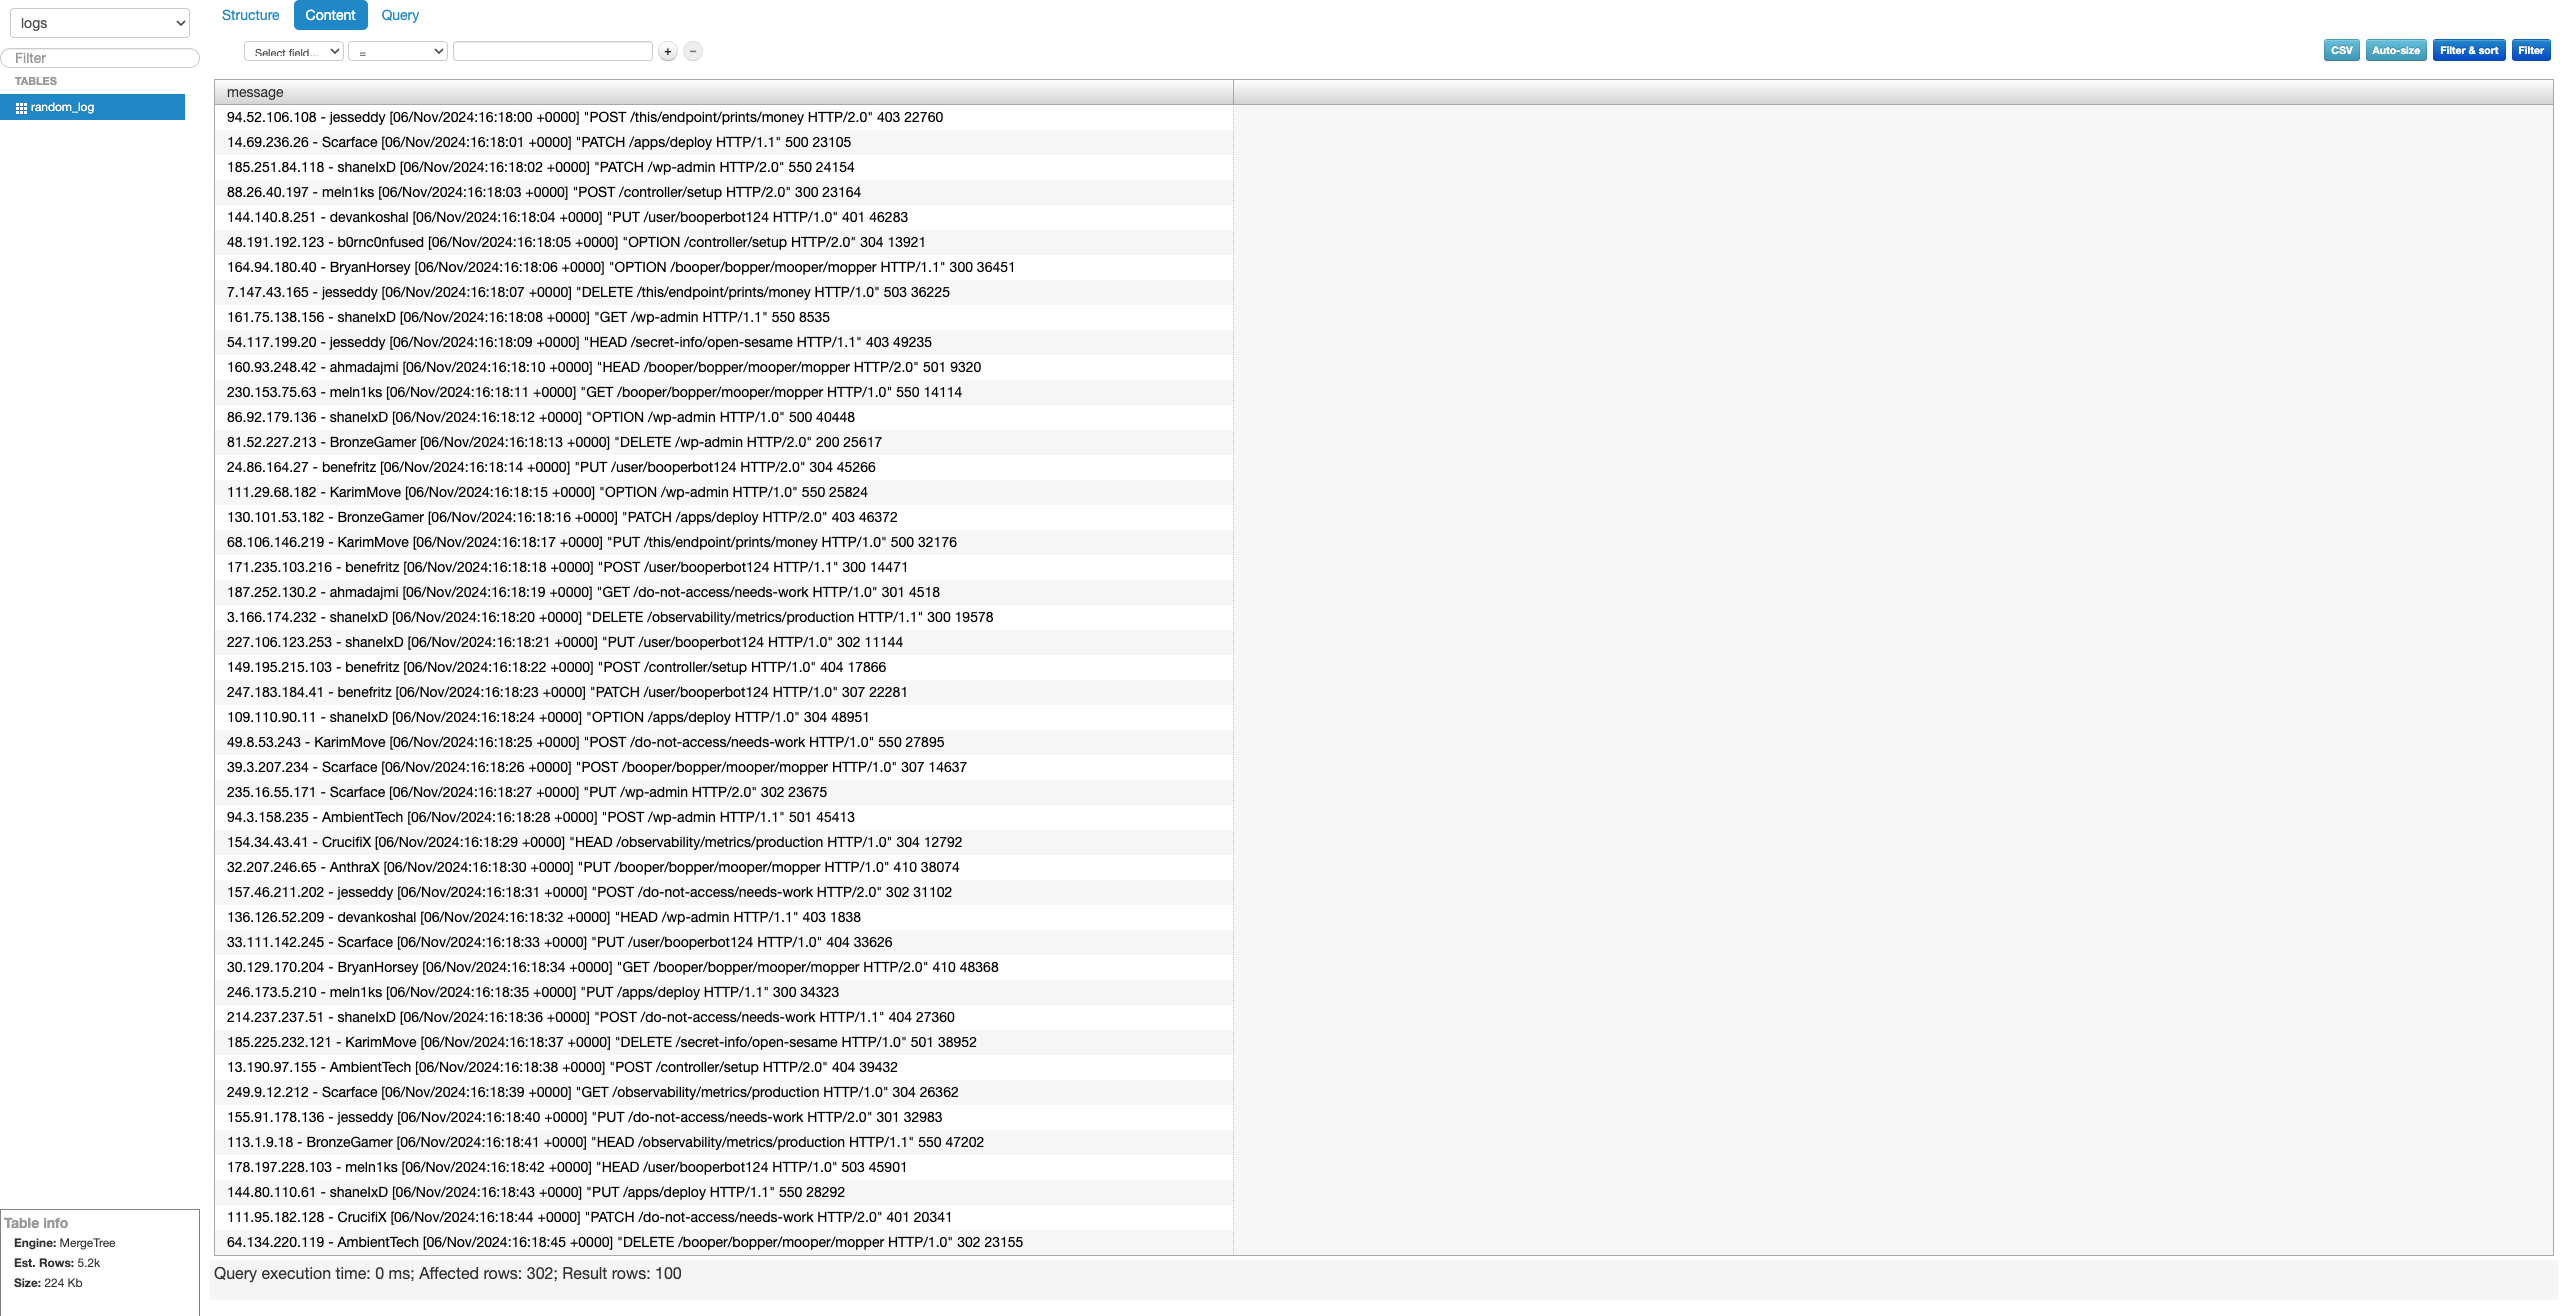 logs
Structure
Content
Query
Filter
Select field...
=
+
−
CSV
Auto-size
Filter & sort
Filter
TABLES
random_log
message
94.52.106.108 - jesseddy [06/Nov/2024:16:18:00 +0000] "POST /this/endpoint/prints/money HTTP/2.0" 403 22760
14.69.236.26 - Scarface [06/Nov/2024:16:18:01 +0000] "PATCH /apps/deploy HTTP/1.1" 500 23105
185.251.84.118 - shaneIxD [06/Nov/2024:16:18:02 +0000] "PATCH /wp-admin HTTP/2.0" 550 24154
88.26.40.197 - meln1ks [06/Nov/2024:16:18:03 +0000] "POST /controller/setup HTTP/2.0" 300 23164
144.140.8.251 - devankoshal [06/Nov/2024:16:18:04 +0000] "PUT /user/booperbot124 HTTP/1.0" 401 46283
48.191.192.123 - b0rnc0nfused [06/Nov/2024:16:18:05 +0000] "OPTION /controller/setup HTTP/2.0" 304 13921
164.94.180.40 - BryanHorsey [06/Nov/2024:16:18:06 +0000] "OPTION /booper/bopper/mooper/mopper HTTP/1.1" 300 36451
7.147.43.165 - jesseddy [06/Nov/2024:16:18:07 +0000] "DELETE /this/endpoint/prints/money HTTP/1.0" 503 36225
161.75.138.156 - shaneIxD [06/Nov/2024:16:18:08 +0000] "GET /wp-admin HTTP/1.1" 550 8535
54.117.199.20 - jesseddy [06/Nov/2024:16:18:09 +0000] "HEAD /secret-info/open-sesame HTTP/1.1" 403 49235
160.93.248.42 - ahmadajmi [06/Nov/2024:16:18:10 +0000] "HEAD /booper/bopper/mooper/mopper HTTP/2.0" 501 9320
230.153.75.63 - meln1ks [06/Nov/2024:16:18:11 +0000] "GET /booper/bopper/mooper/mopper HTTP/1.0" 550 14114
86.92.179.136 - shaneIxD [06/Nov/2024:16:18:12 +0000] "OPTION /wp-admin HTTP/1.0" 500 40448
81.52.227.213 - BronzeGamer [06/Nov/2024:16:18:13 +0000] "DELETE /wp-admin HTTP/2.0" 200 25617
24.86.164.27 - benefritz [06/Nov/2024:16:18:14 +0000] "PUT /user/booperbot124 HTTP/2.0" 304 45266
111.29.68.182 - KarimMove [06/Nov/2024:16:18:15 +0000] "OPTION /wp-admin HTTP/1.0" 550 25824
130.101.53.182 - BronzeGamer [06/Nov/2024:16:18:16 +0000] "PATCH /apps/deploy HTTP/2.0" 403 46372
68.106.146.219 - KarimMove [06/Nov/2024:16:18:17 +0000] "PUT /this/endpoint/prints/money HTTP/1.0" 500 32176
171.235.103.216 - benefritz [06/Nov/2024:16:18:18 +0000] "POST /user/booperbot124 HTTP/1.1" 300 14471
187.252.130.2 - ahmadajmi [06/Nov/2024:16:18:19 +0000] "GET /do-not-access/needs-work HTTP/1.0" 301 4518
3.166.174.232 - shaneIxD [06/Nov/2024:16:18:20 +0000] "DELETE /observability/metrics/production HTTP/1.1" 300 19578
227.106.123.253 - shaneIxD [06/Nov/2024:16:18:21 +0000] "PUT /user/booperbot124 HTTP/1.0" 302 11144
149.195.215.103 - benefritz [06/Nov/2024:16:18:22 +0000] "POST /controller/setup HTTP/1.0" 404 17866
247.183.184.41 - benefritz [06/Nov/2024:16:18:23 +0000] "PATCH /user/booperbot124 HTTP/1.0" 307 22281
109.110.90.11 - shaneIxD [06/Nov/2024:16:18:24 +0000] "OPTION /apps/deploy HTTP/1.0" 304 48951
49.8.53.243 - KarimMove [06/Nov/2024:16:18:25 +0000] "POST /do-not-access/needs-work HTTP/1.0" 550 27895
39.3.207.234 - Scarface [06/Nov/2024:16:18:26 +0000] "POST /booper/bopper/mooper/mopper HTTP/1.0" 307 14637
235.16.55.171 - Scarface [06/Nov/2024:16:18:27 +0000] "PUT /wp-admin HTTP/2.0" 302 23675
94.3.158.235 - AmbientTech [06/Nov/2024:16:18:28 +0000] "POST /wp-admin HTTP/1.1" 501 45413
154.34.43.41 - CrucifiX [06/Nov/2024:16:18:29 +0000] "HEAD /observability/metrics/production HTTP/1.0" 304 12792
32.207.246.65 - AnthraX [06/Nov/2024:16:18:30 +0000] "PUT /booper/bopper/mooper/mopper HTTP/1.0" 410 38074
157.46.211.202 - jesseddy [06/Nov/2024:16:18:31 +0000] "POST /do-not-access/needs-work HTTP/2.0" 302 31102
136.126.52.209 - devankoshal [06/Nov/2024:16:18:32 +0000] "HEAD /wp-admin HTTP/1.1" 403 1838
33.111.142.245 - Scarface [06/Nov/2024:16:18:33 +0000] "PUT /user/booperbot124 HTTP/1.0" 404 33626
30.129.170.204 - BryanHorsey [06/Nov/2024:16:18:34 +0000] "GET /booper/bopper/mooper/mopper HTTP/2.0" 410 48368
246.173.5.210 - meln1ks [06/Nov/2024:16:18:35 +0000] "PUT /apps/deploy HTTP/1.1" 300 34323
214.237.237.51 - shaneIxD [06/Nov/2024:16:18:36 +0000] "POST /do-not-access/needs-work HTTP/1.1" 404 27360
185.225.232.121 - KarimMove [06/Nov/2024:16:18:37 +0000] "DELETE /secret-info/open-sesame HTTP/1.0" 501 38952
13.190.97.155 - AmbientTech [06/Nov/2024:16:18:38 +0000] "POST /controller/setup HTTP/2.0" 404 39432
249.9.12.212 - Scarface [06/Nov/2024:16:18:39 +0000] "GET /observability/metrics/production HTTP/1.0" 304 26362
155.91.178.136 - jesseddy [06/Nov/2024:16:18:40 +0000] "PUT /do-not-access/needs-work HTTP/2.0" 301 32983
113.1.9.18 - BronzeGamer [06/Nov/2024:16:18:41 +0000] "HEAD /observability/metrics/production HTTP/1.1" 550 47202
178.197.228.103 - meln1ks [06/Nov/2024:16:18:42 +0000] "HEAD /user/booperbot124 HTTP/1.0" 503 45901
144.80.110.61 - shaneIxD [06/Nov/2024:16:18:43 +0000] "PUT /apps/deploy HTTP/1.1" 550 28292
111.95.182.128 - CrucifiX [06/Nov/2024:16:18:44 +0000] "PATCH /do-not-access/needs-work HTTP/2.0" 401 20341
64.134.220.119 - AmbientTech [06/Nov/2024:16:18:45 +0000] "DELETE /booper/bopper/mooper/mopper HTTP/1.0" 302 23155
Table info
Engine: MergeTree
Est. Rows: 5.2k
Size: 224 Kb
Query execution time: 0 ms; Affected rows: 302; Result rows: 100